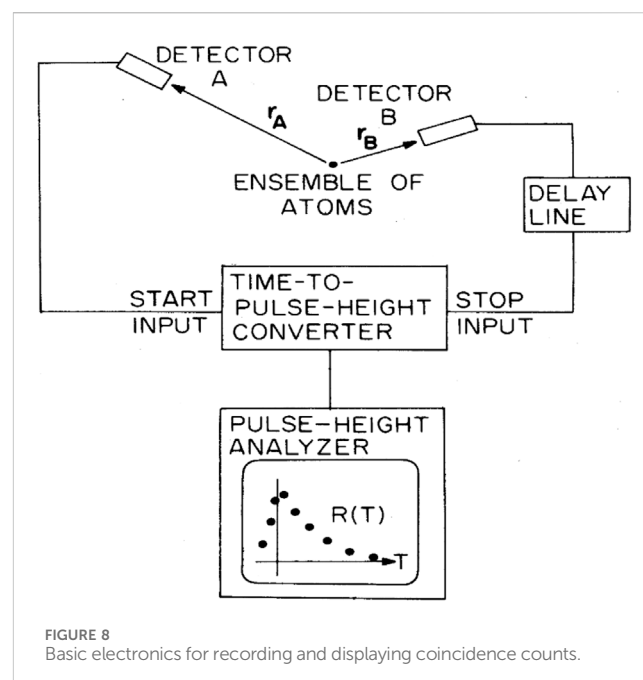 DETECTOR
A
r_A
DETECTOR
B
r_B
ENSEMBLE OF
ATOMS
DELAY
LINE
START
INPUT
TIME-TO-
PULSE-HEIGHT
CONVERTER
STOP
INPUT
PULSE-HEIGHT
ANALYZER
R(T)
T
FIGURE 8
Basic electronics for recording and displaying coincidence counts.